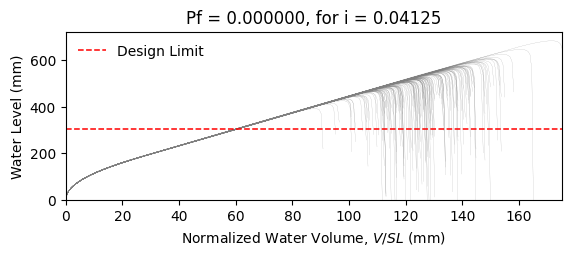 Pf = 0.000000, for i = 0.04125
Design Limit
Water Level (mm)
600
400
200
0
0 20 40 60 80 100 120 140 160
Normalized Water Volume, V/SL (mm)